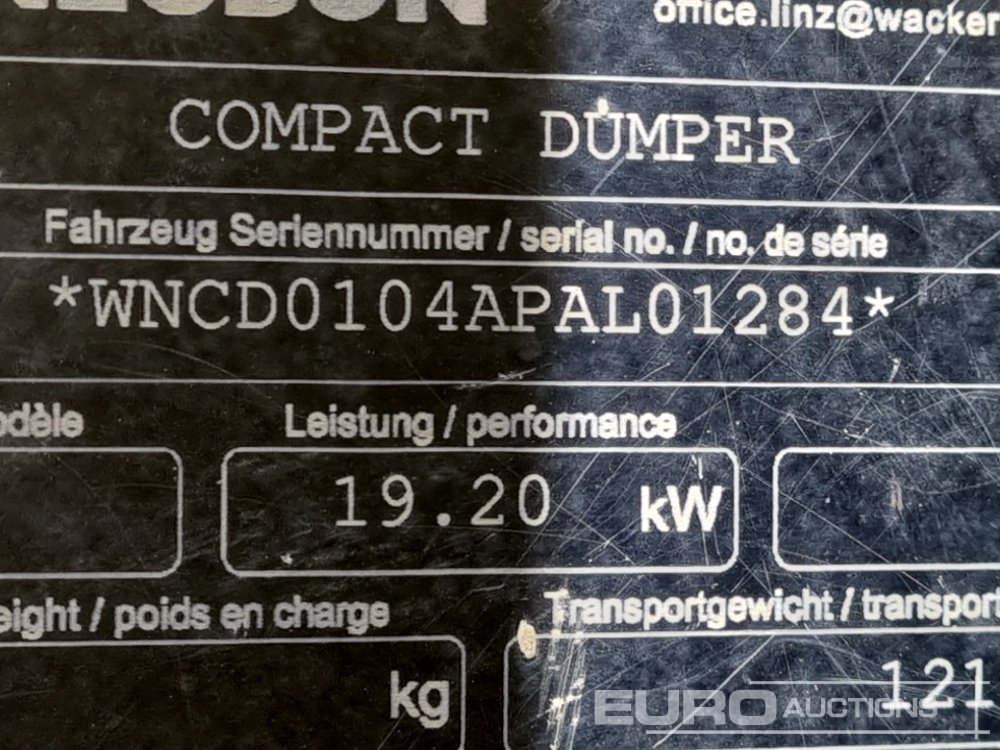 office.linz@wacker
COMPACT DUMPER
Fahrzeug Seriennummer / serial no. / no. de série
*WNCD0104APAL01284*
Leistung / performance
19.20 kW
/ poids en charge
Transportgewicht / transport
kg
121
EURO AUCTIONS